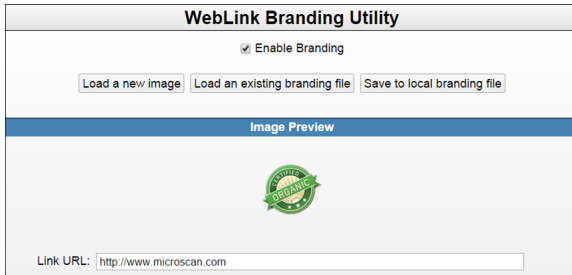 WebLink Branding Utility
Enable Branding
Load a new image Load an existing branding file Save to local branding file
Image Preview
CERTIFIED
ORGANIC
Link URL: http://www.microscan.com